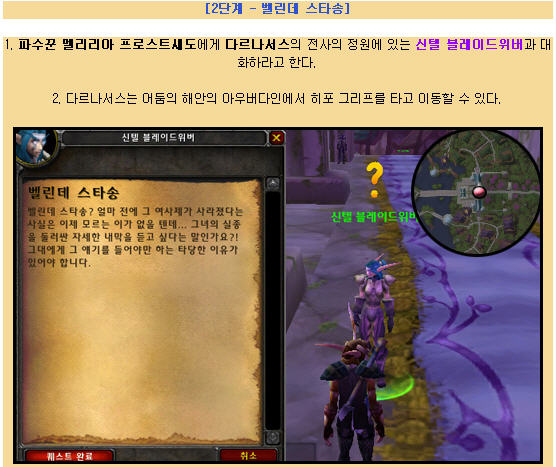 [2단계 - 벨린데 스타송]
1. 파수꾼 멜리리아 프로스트섀도에게 다르나서스의 전사의 정원에 있는 신텔 블레이드위버과 대
화하라고 한다.
2. 다르나서스는 어둠의 해안의 아우버다인에서 히포 그리프를 타고 이동할 수 있다.
신텔 블레이드위버
벨린데 스타송
벨린데 스타송? 얼마 전에 그 여사제가 사라졌다는
사실은 이제 모르는 이가 없을 텐데... 그녀의 실종
을 둘러싼 자세한 내막을 듣고 싶다는 말인가요?!
그대에게 그 얘기를 들어야만 하는 타당한 이유가
있어야 합니다.
퀘스트 완료
취소
?
신텔 블레이드위버